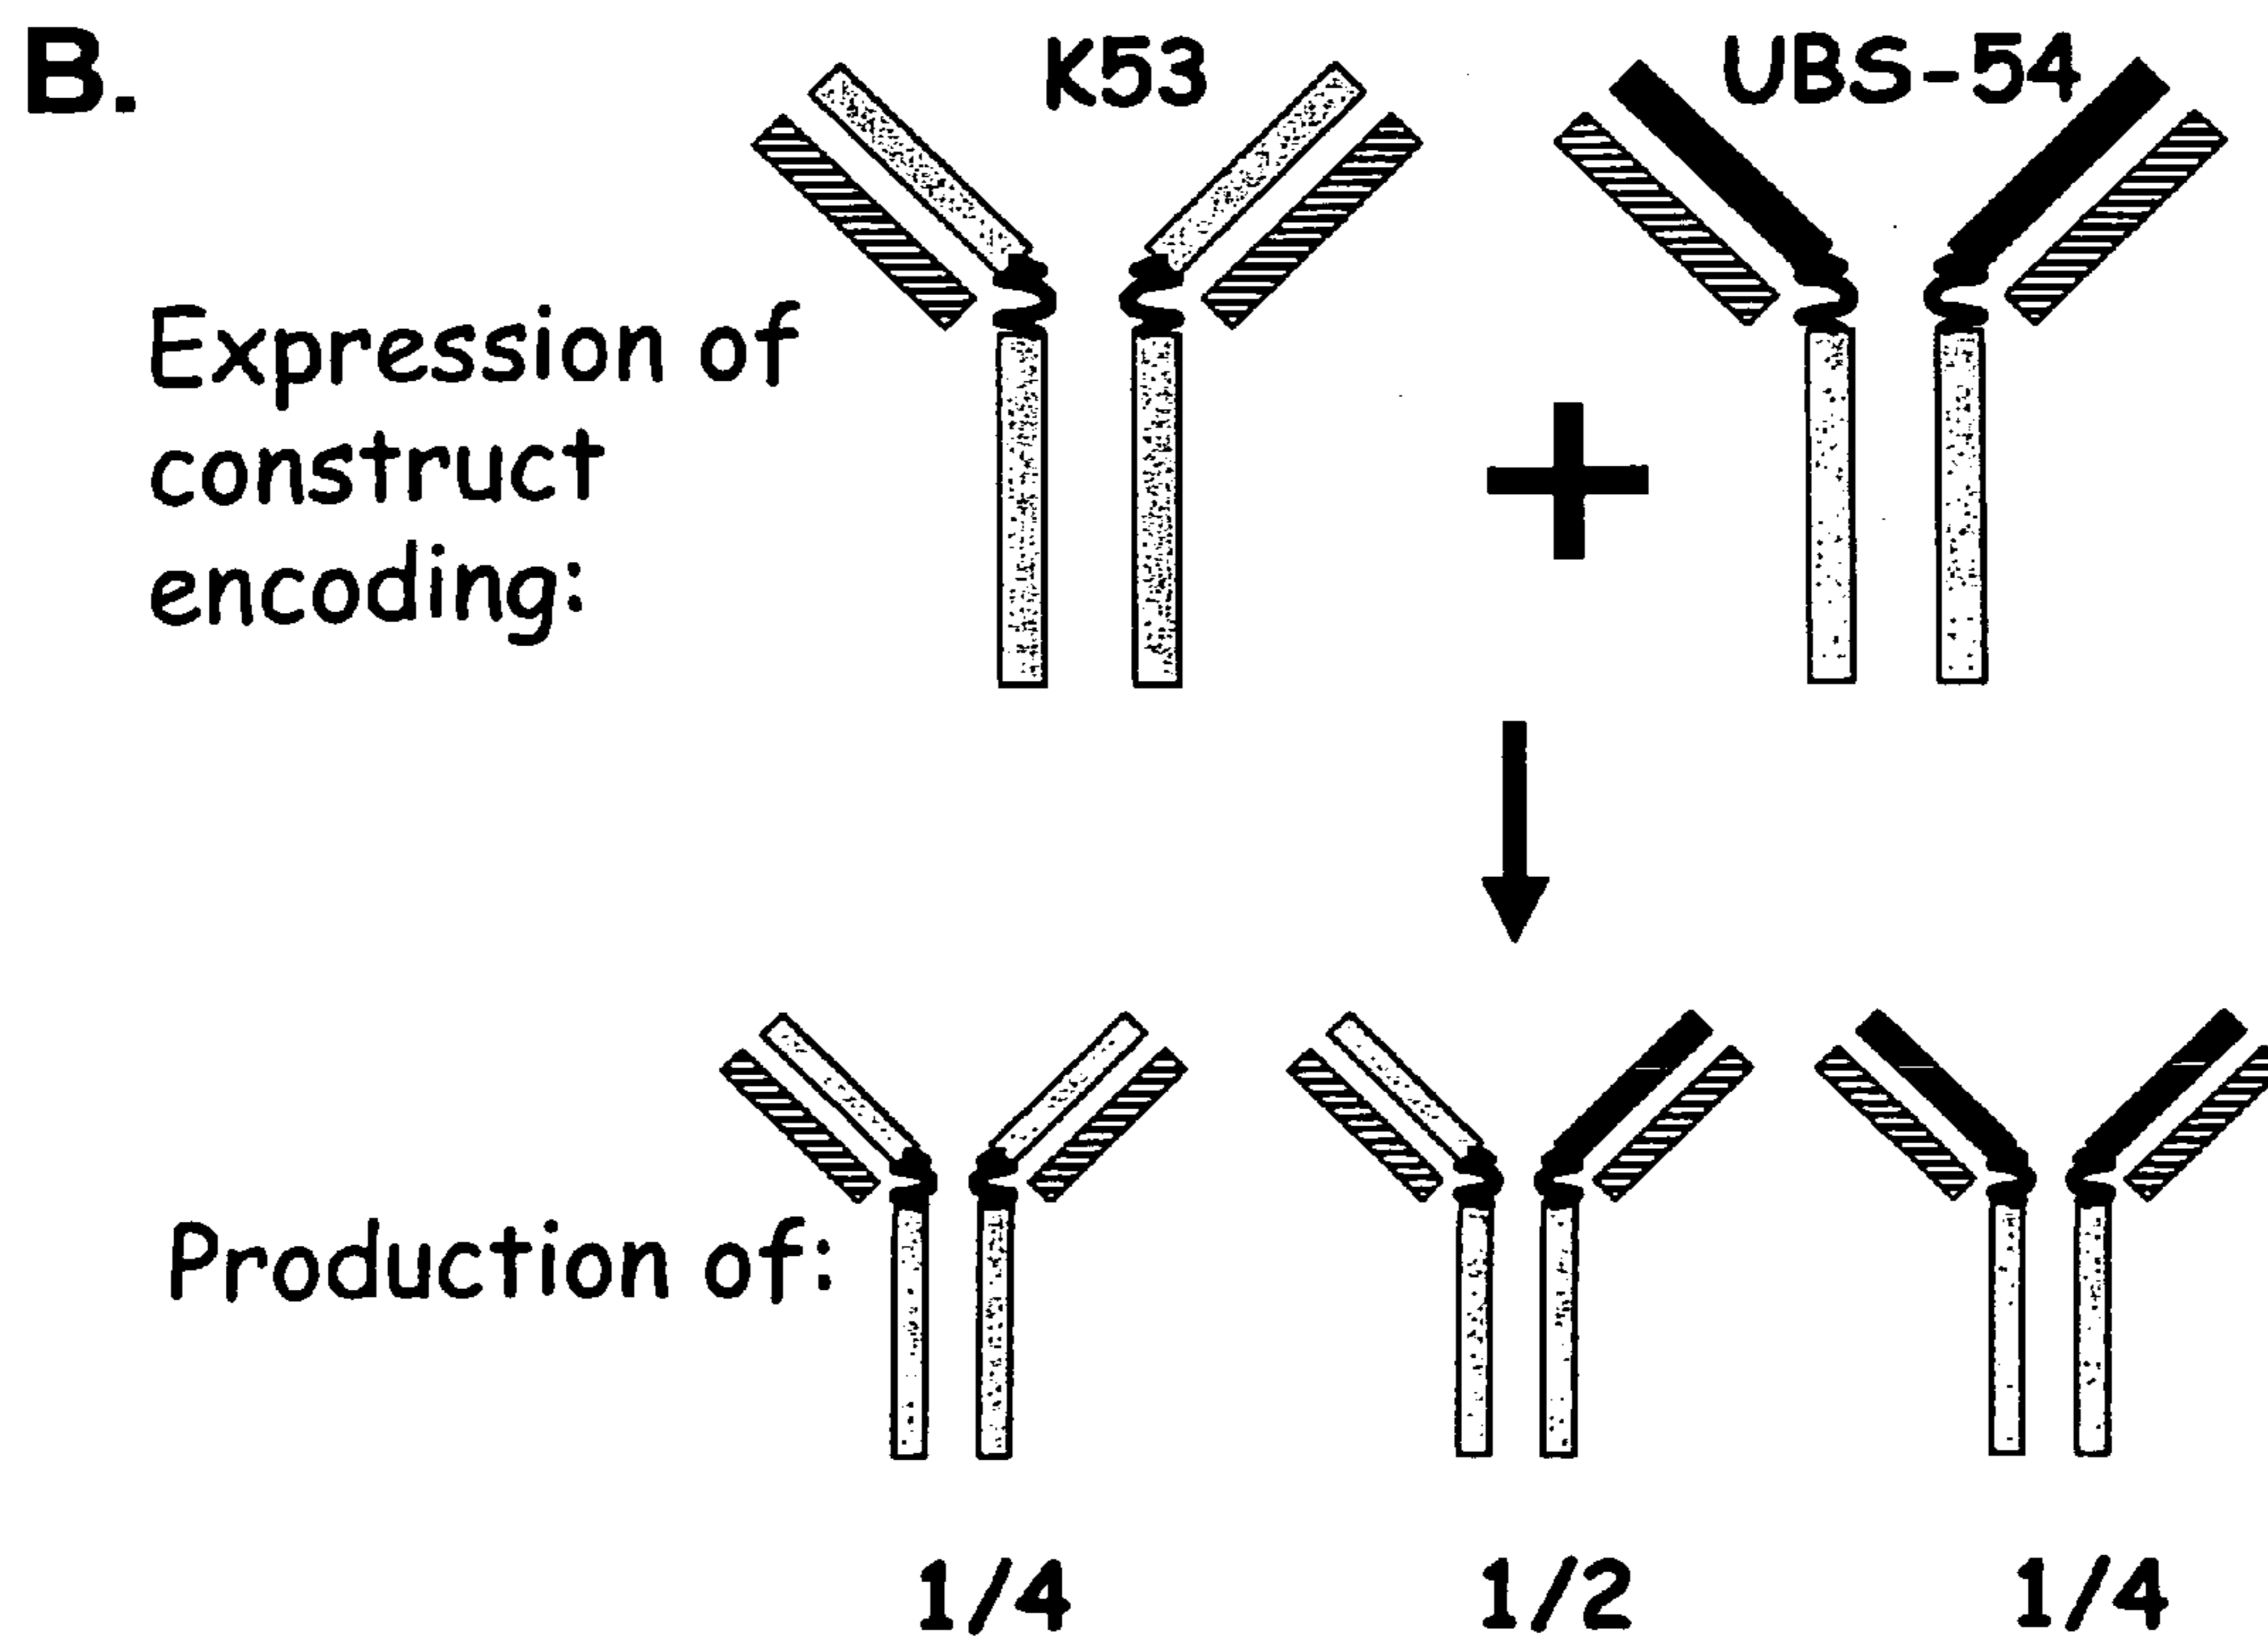 B.
K53
UBS-54
Expression of
construct
encoding:
Production of:
1/4
1/2
1/4